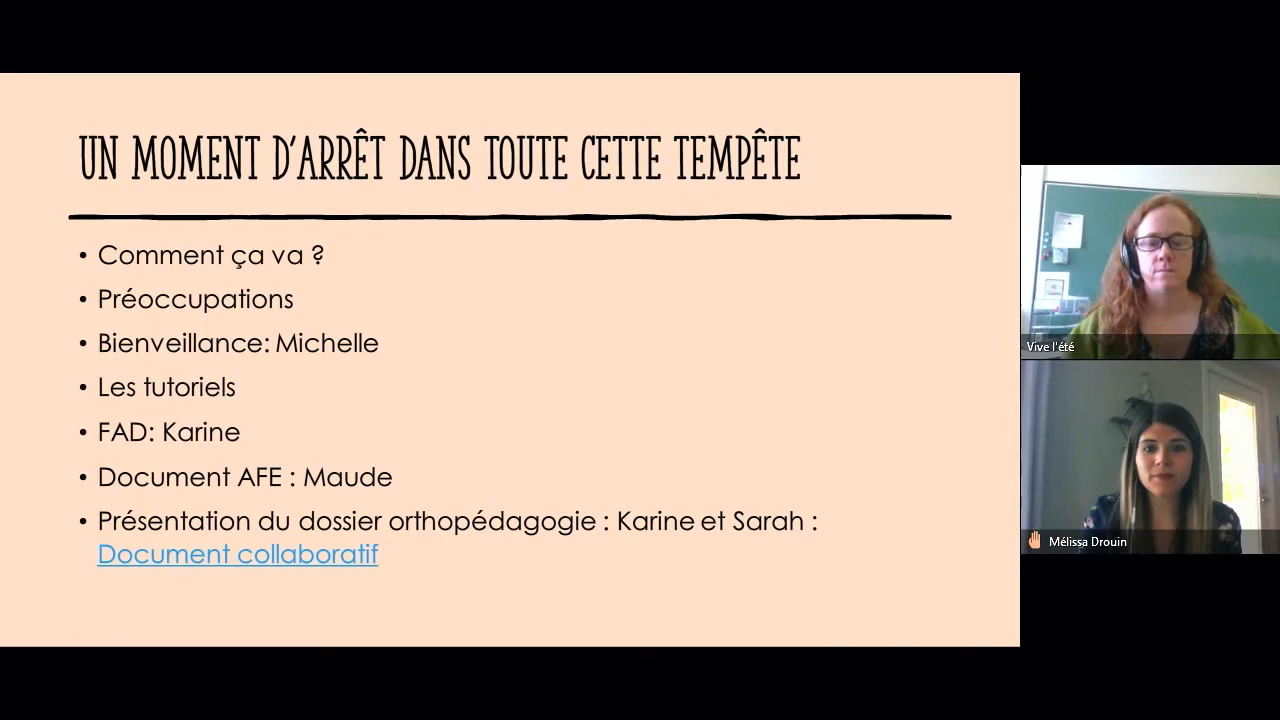 UN MOMENT D'ARRÊT DANS TOUTE CETTE TEMPÊTE
• Comment ça va ?
• Préoccupations
• Bienveillance: Michelle
• Les tutoriels
• FAD: Karine
• Document AFE : Maude
• Présentation du dossier orthopédagogie : Karine et Sarah :
Document collaboratif
Vive l'été
Mélissa Drouin